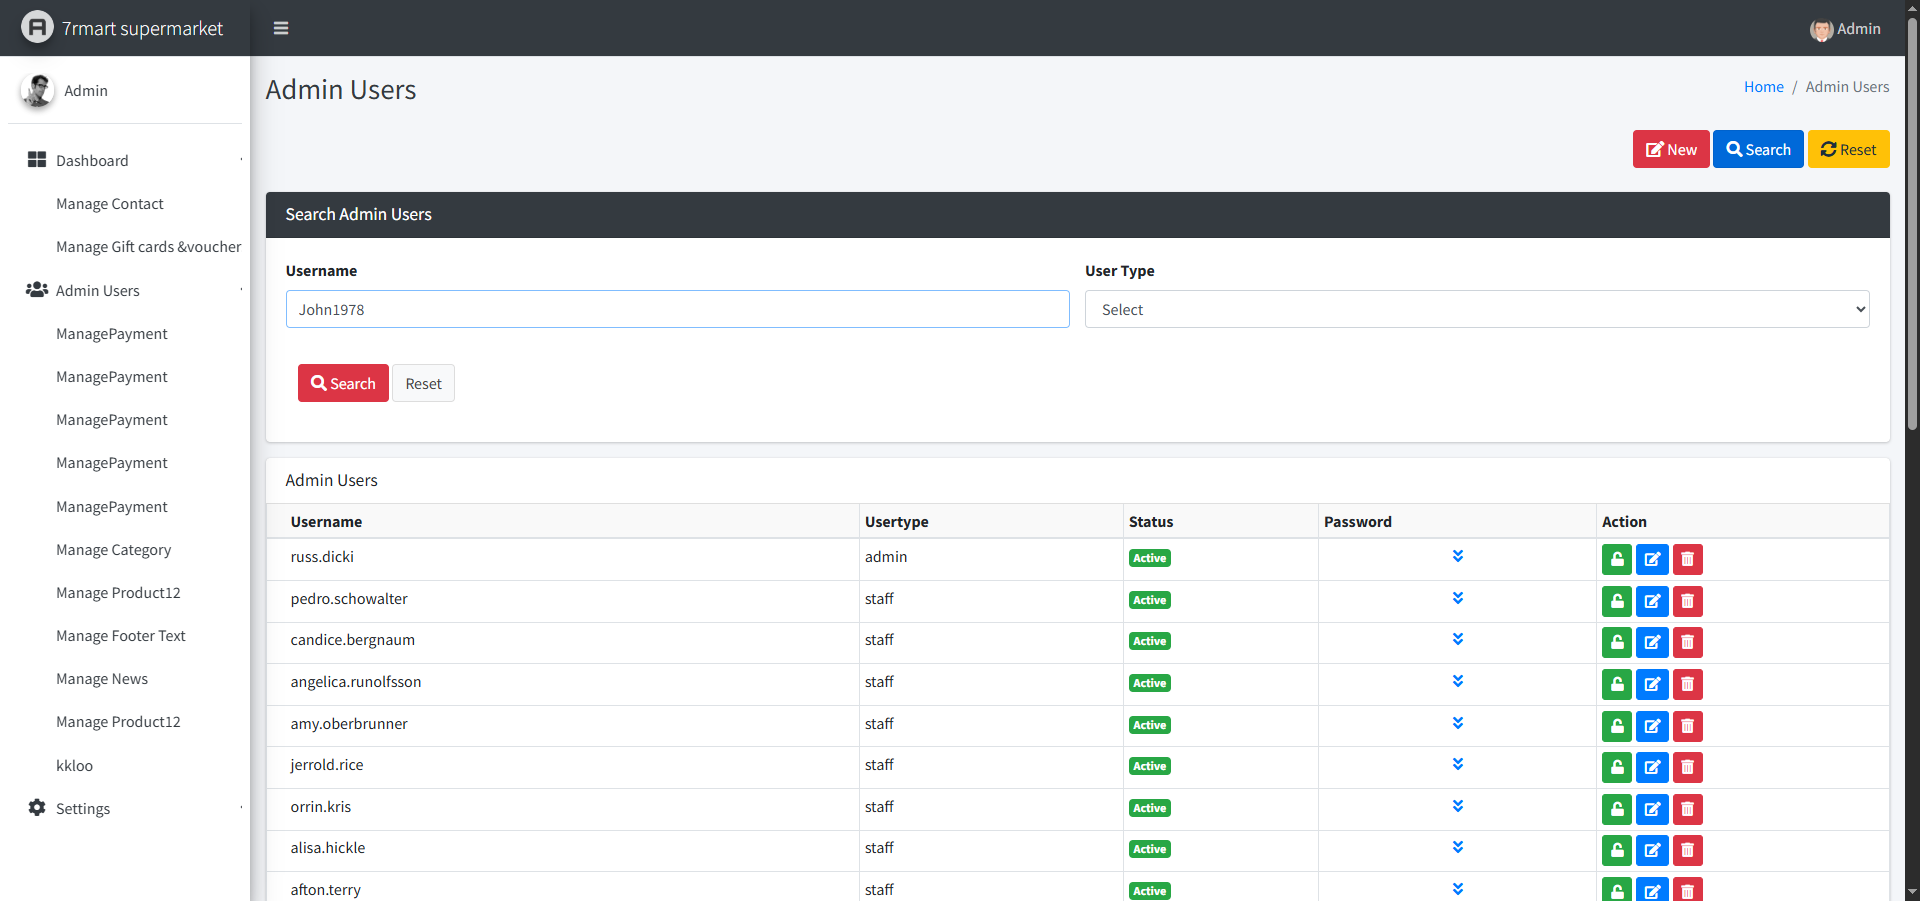 7rmart supermarket
Admin
Admin
Dashboard
Manage Contact
Manage Gift cards &voucher
Admin Users
ManagePayment
ManagePayment
ManagePayment
ManagePayment
ManagePayment
Manage Category
Manage Product12
Manage Footer Text
Manage News
Manage Product12
kkloo
Settings
Admin Users
Home / Admin Users
New Search Reset
Search Admin Users
Username User Type
John1978 Select
Search Reset
Admin Users
Username Usertype Status Password Action
russ.dicki admin Active
pedro.schowalter staff Active
candice.bergnaum staff Active
angelica.runolfsson staff Active
amy.oberbrunner staff Active
jerrold.rice staff Active
orrin.kris staff Active
alisa.hickle staff Active
afton.terry staff Active